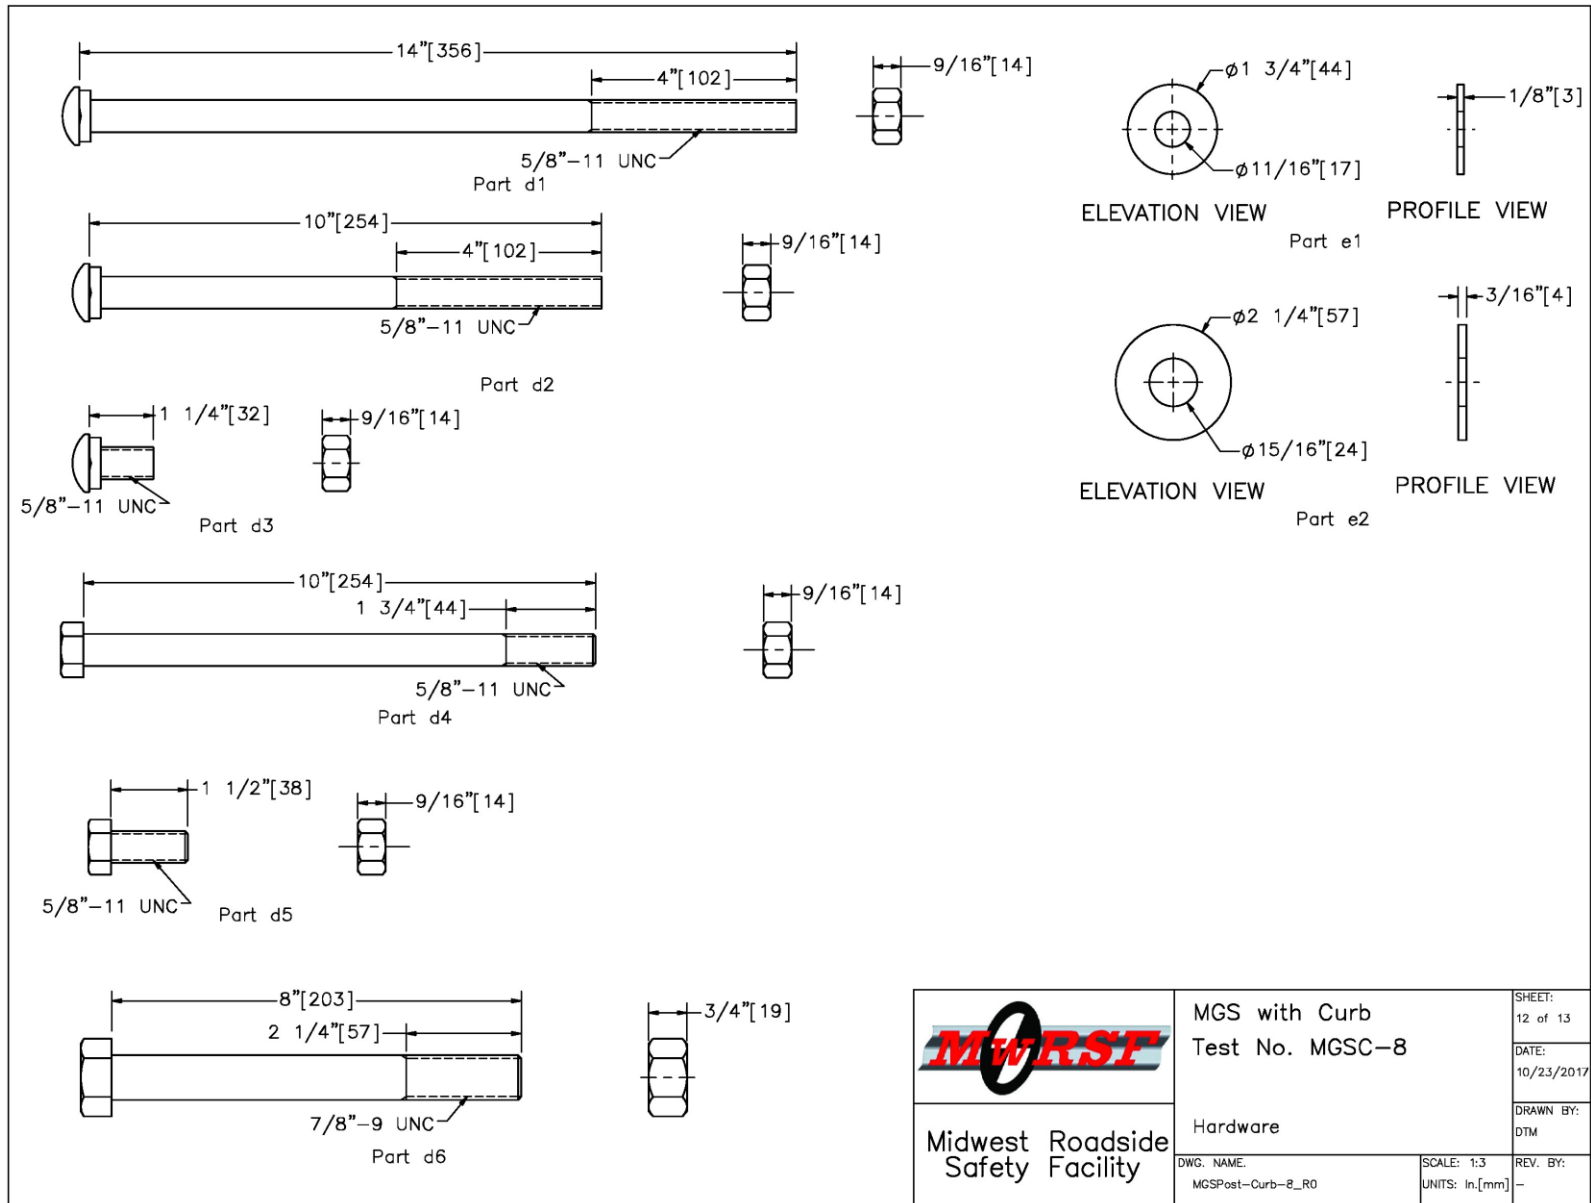 14"[356]
4"[102]
5/8"-11 UNC
Part d1
9/16"[14]
ø1 3/4"[44]
ø11/16"[17]
1/8"[3]
ELEVATION VIEW
PROFILE VIEW
Part e1
10"[254]
4"[102]
5/8"-11 UNC
Part d2
9/16"[14]
ø2 1/4"[57]
ø15/16"[24]
3/16"[4]
ELEVATION VIEW
PROFILE VIEW
Part e2
1 1/4"[32]
5/8"-11 UNC
Part d3
9/16"[14]
10"[254]
1 3/4"[44]
5/8"-11 UNC
Part d4
9/16"[14]
1 1/2"[38]
5/8"-11 UNC
Part d5
9/16"[14]
8"[203]
2 1/4"[57]
7/8"-9 UNC
Part d6
3/4"[19]
MwRSF
Midwest Roadside
Safety Facility
MGS with Curb
Test No. MGSC-8
Hardware
DWG. NAME.
MGSPost-Curb-8_R0
SCALE: 1:3
UNITS: In.[mm]
SHEET:
12 of 13
DATE:
10/23/2017
DRAWN BY:
DTM
REV. BY:
-